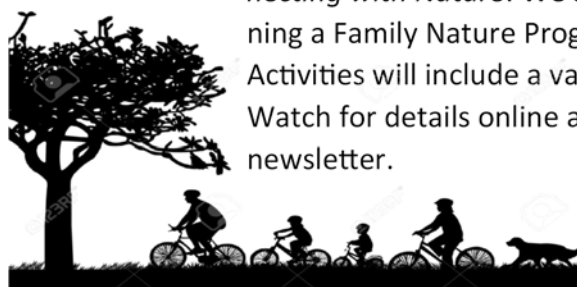 necting with Nature. We a
ning a Family Nature Prog
Activities will include a va
Watch for details online a
newsletter.